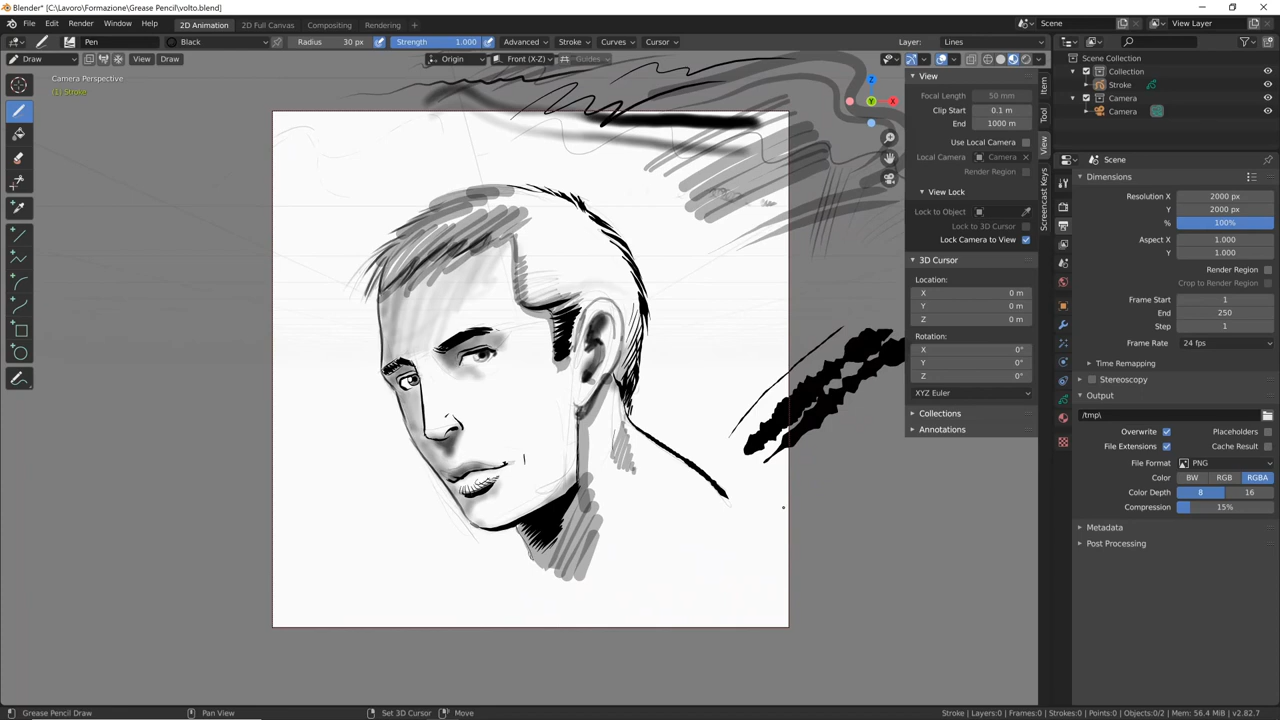 Blender* [C:\Lavoro\Formazione\Grease Pencil\volto.blend]
File Edit Render Window Help 2D Animation 2D Full Canvas Compositing Rendering + Scene View Layer
Pen Black Radius 30 px Strength 1.000 Advanced Stroke Curves Cursor Layer: Lines
Draw View Draw Origin Front (X-Z) Guides
Camera Perspective
(1) Stroke
Z
Y
X
View
Focal Length 50 mm
Clip Start 0.1 m
End 1000 m
Use Local Camera
Local Camera Camera
Render Region
View Lock
Lock to Object
Lock to 3D Cursor
Lock Camera to View
3D Cursor
Location:
X 0 m
Y 0 m
Z 0 m
Rotation:
X 0°
Y 0°
Z 0°
XYZ Euler
Collections
Annotations
Item
Tool
View
Screencast Keys
Scene Collection
Collection
Stroke
Camera
Camera
Scene
Dimensions
Resolution X 2000 px
Y 2000 px
% 100%
Aspect X 1.000
Y 1.000
Render Region
Crop to Render Region
Frame Start 1
End 250
Step 1
Frame Rate 24 fps
Time Remapping
Stereoscopy
Output
/tmp\
Overwrite Placeholders
File Extensions Cache Result
File Format PNG
Color BW RGB RGBA
Color Depth 8 16
Compression 15%
Metadata
Post Processing
Grease Pencil Draw Pan View Set 3D Cursor Move Stroke | Layers:0 | Frames:0 | Strokes:0 | Points:0 | Objects:0/2 | Mem: 56.4 MiB | v2.82.7